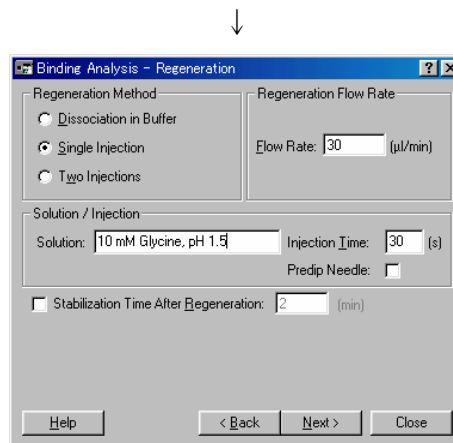 Binding Analysis - Regeneration
Regeneration Method
Dissociation in Buffer
Single Injection
Two Injections
Regeneration Flow Rate
Flow Rate: 30 (µl/min)
Solution / Injection
Solution: 10 mM Glycine, pH 1.5 Injection Time: 30 (s)
Predip Needle:
Stabilization Time After Regeneration: 2 (min)
Help < Back Next > Close